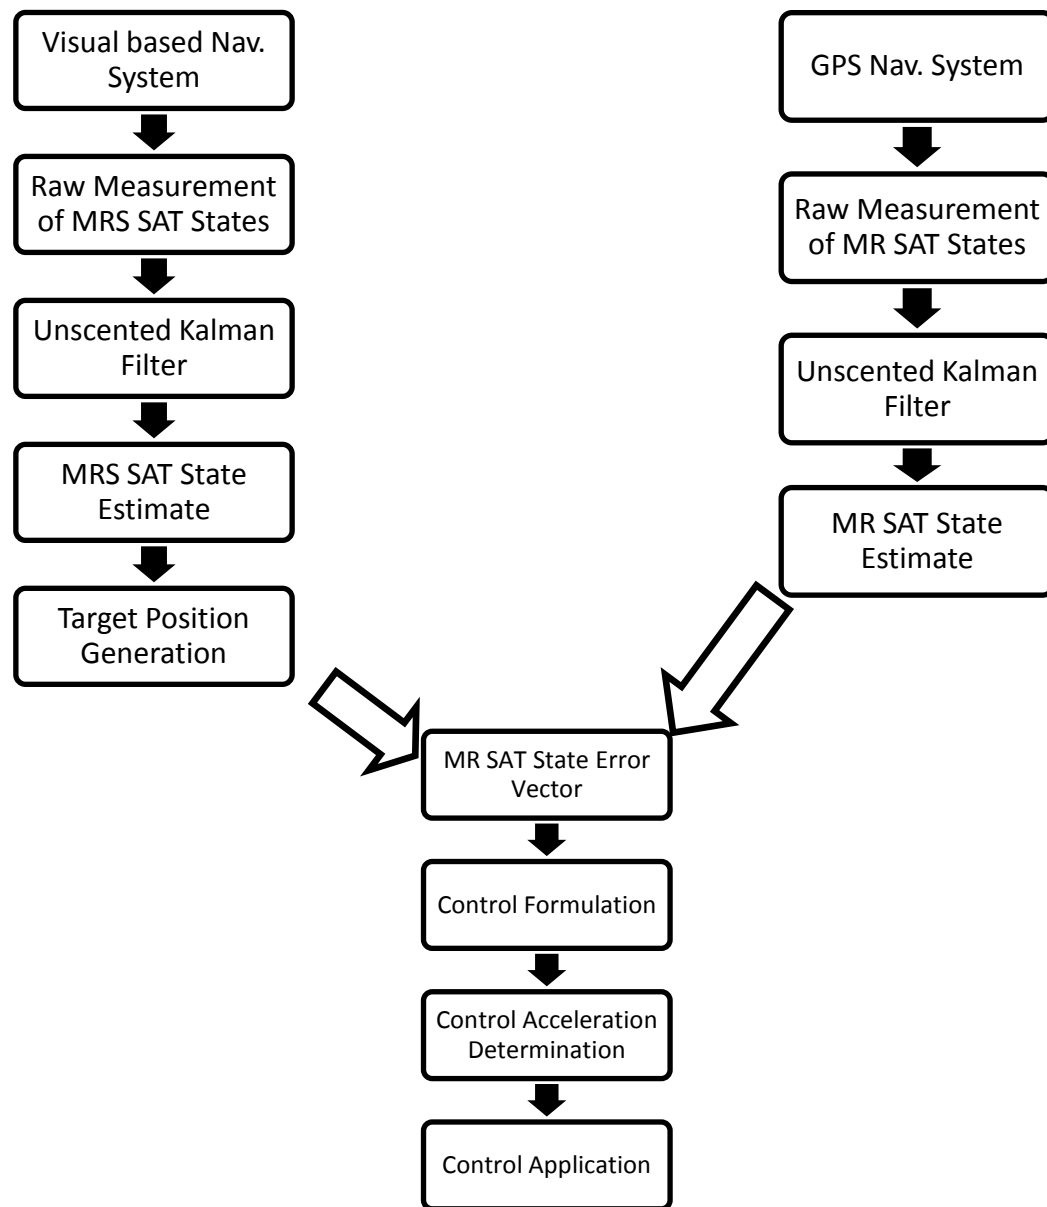 Visual based Nav.
System
Raw Measurement
of MRS SAT States
Unscented Kalman
Filter
MRS SAT State
Estimate
Target Position
Generation
GPS Nav. System
Raw Measurement
of MR SAT States
Unscented Kalman
Filter
MR SAT State
Estimate
MR SAT State Error
Vector
Control Formulation
Control Acceleration
Determination
Control Application